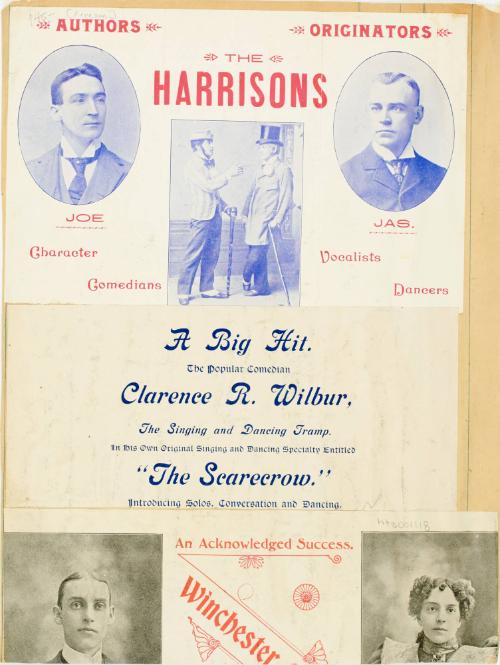 AUTHORS
ORIGINATORS
THE
HARRISONS
JOE
JAS.
Character
Comedians
Vocalists
Dancers
A Big Hit.
The Popular Comedian
Clarence R. Wilbur,
The Singing and Dancing Tramp.
In His Own Original Singing and Dancing Specialty Entitled
"The Scarecrow."
Introducing Solos, Conversation and Dancing.
An Acknowledged Success.
Winchester